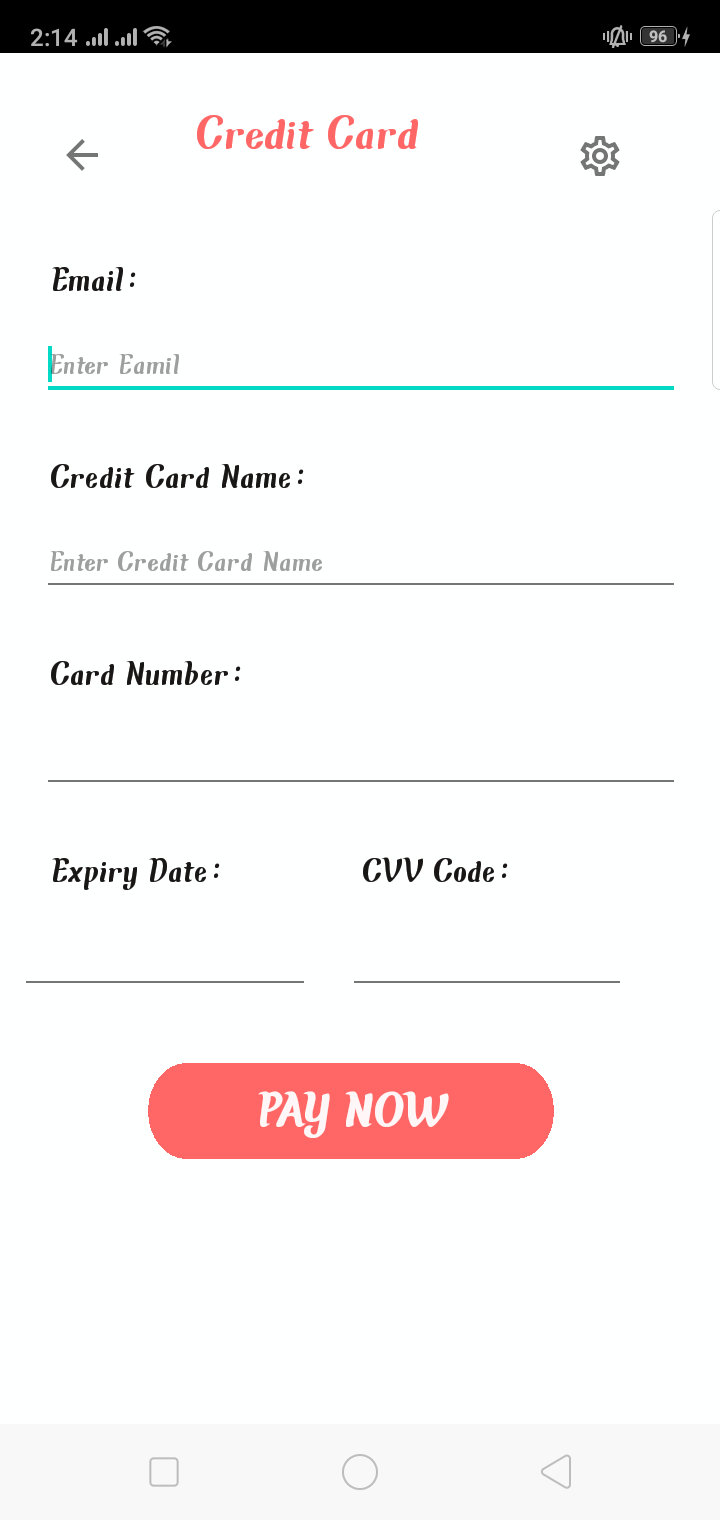 2:14 96
Credit Card
Email:
Enter Eamil
Credit Card Name:
Enter Credit Card Name
Card Number:
Expiry Date: CVV Code:
PAY NOW